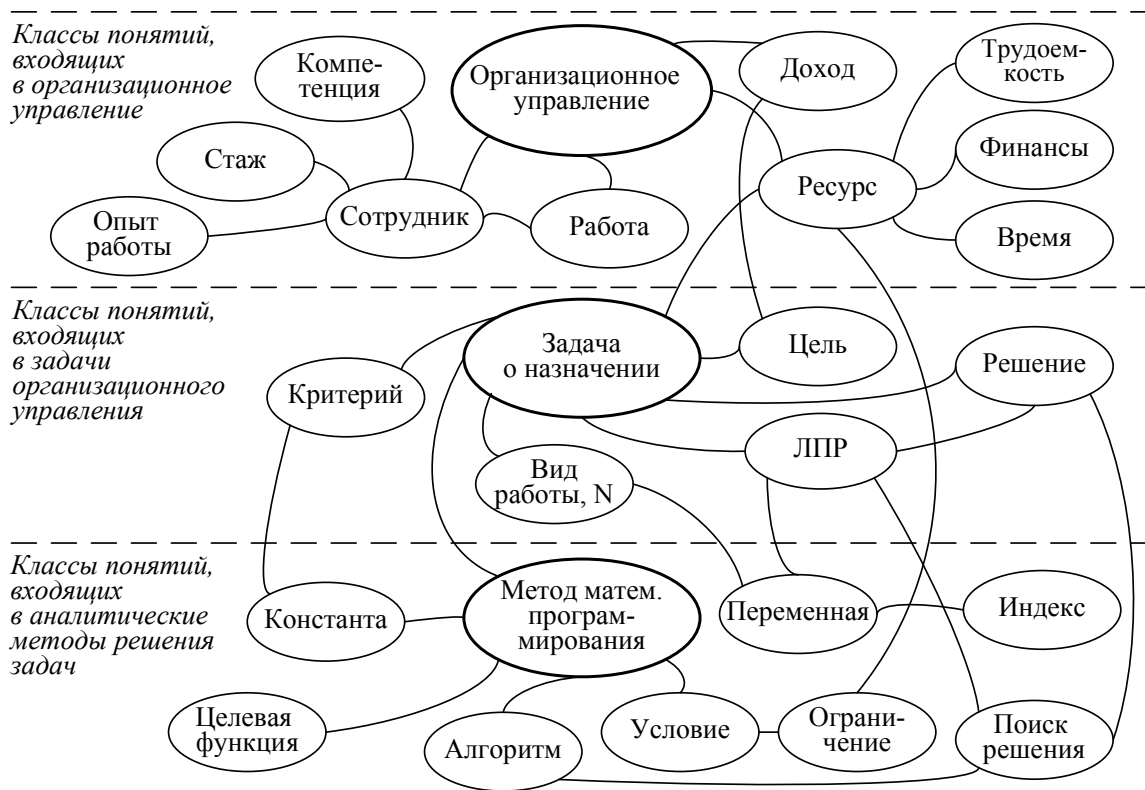 Классы понятий,
входящих
в организационное
управление
Компе-
тенция
Организационное
управление
Доход
Трудоем-
кость
Стаж
Финансы
Опыт
работы
Сотрудник
Работа
Ресурс
Время
Классы понятий,
входящих
в задачи
организационного
управления
Задача
о назначении
Цель
Решение
Критерий
ЛПР
Вид
работы, N
Классы понятий,
входящих
в аналитические
методы решения
задач
Константа
Метод матем.
програм-
мирования
Переменная
Индекс
Целевая
функция
Алгоритм
Условие
Ограни-
чение
Поиск
решения